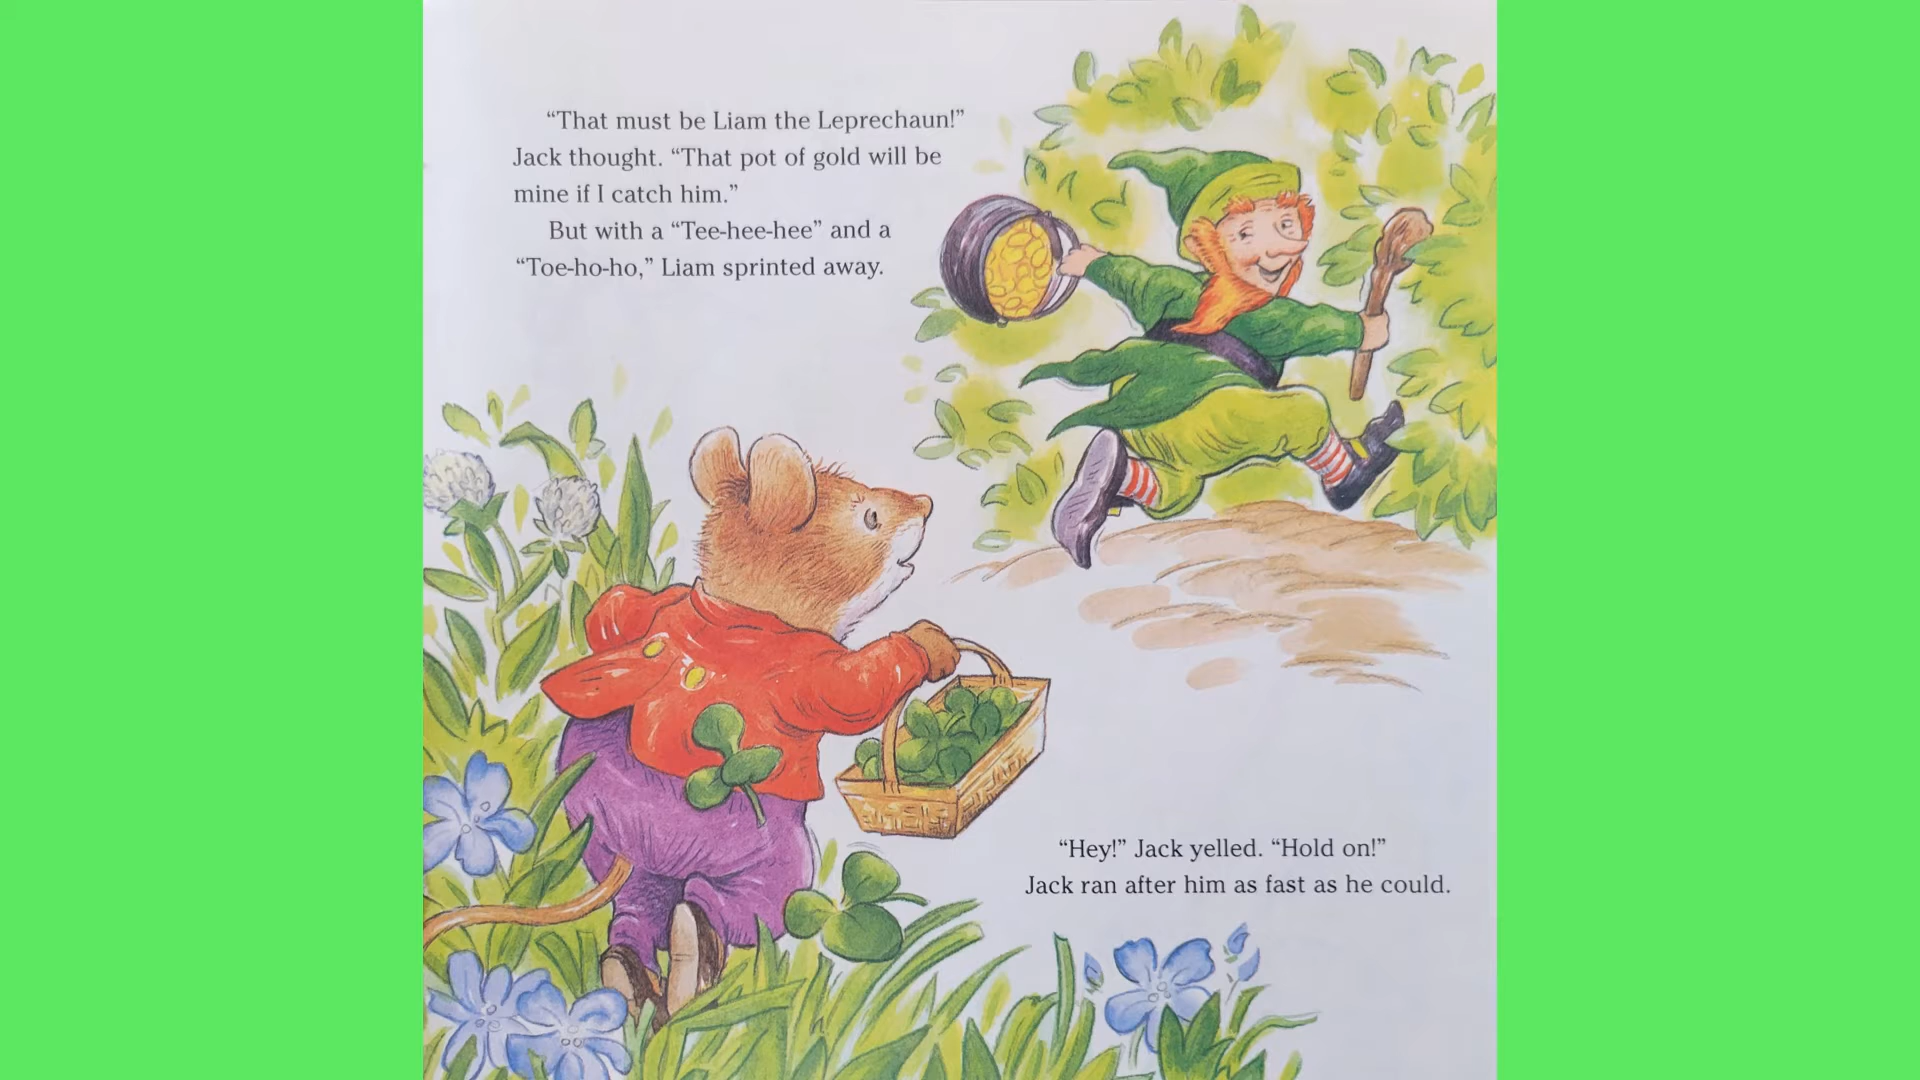 “That must be Liam the Leprechaun!”
Jack thought. “That pot of gold will be
mine if I catch him.”
But with a “Tee-hee-hee” and a
“Toe-ho-ho,” Liam sprinted away.
“Hey!” Jack yelled. “Hold on!”
Jack ran after him as fast as he could.